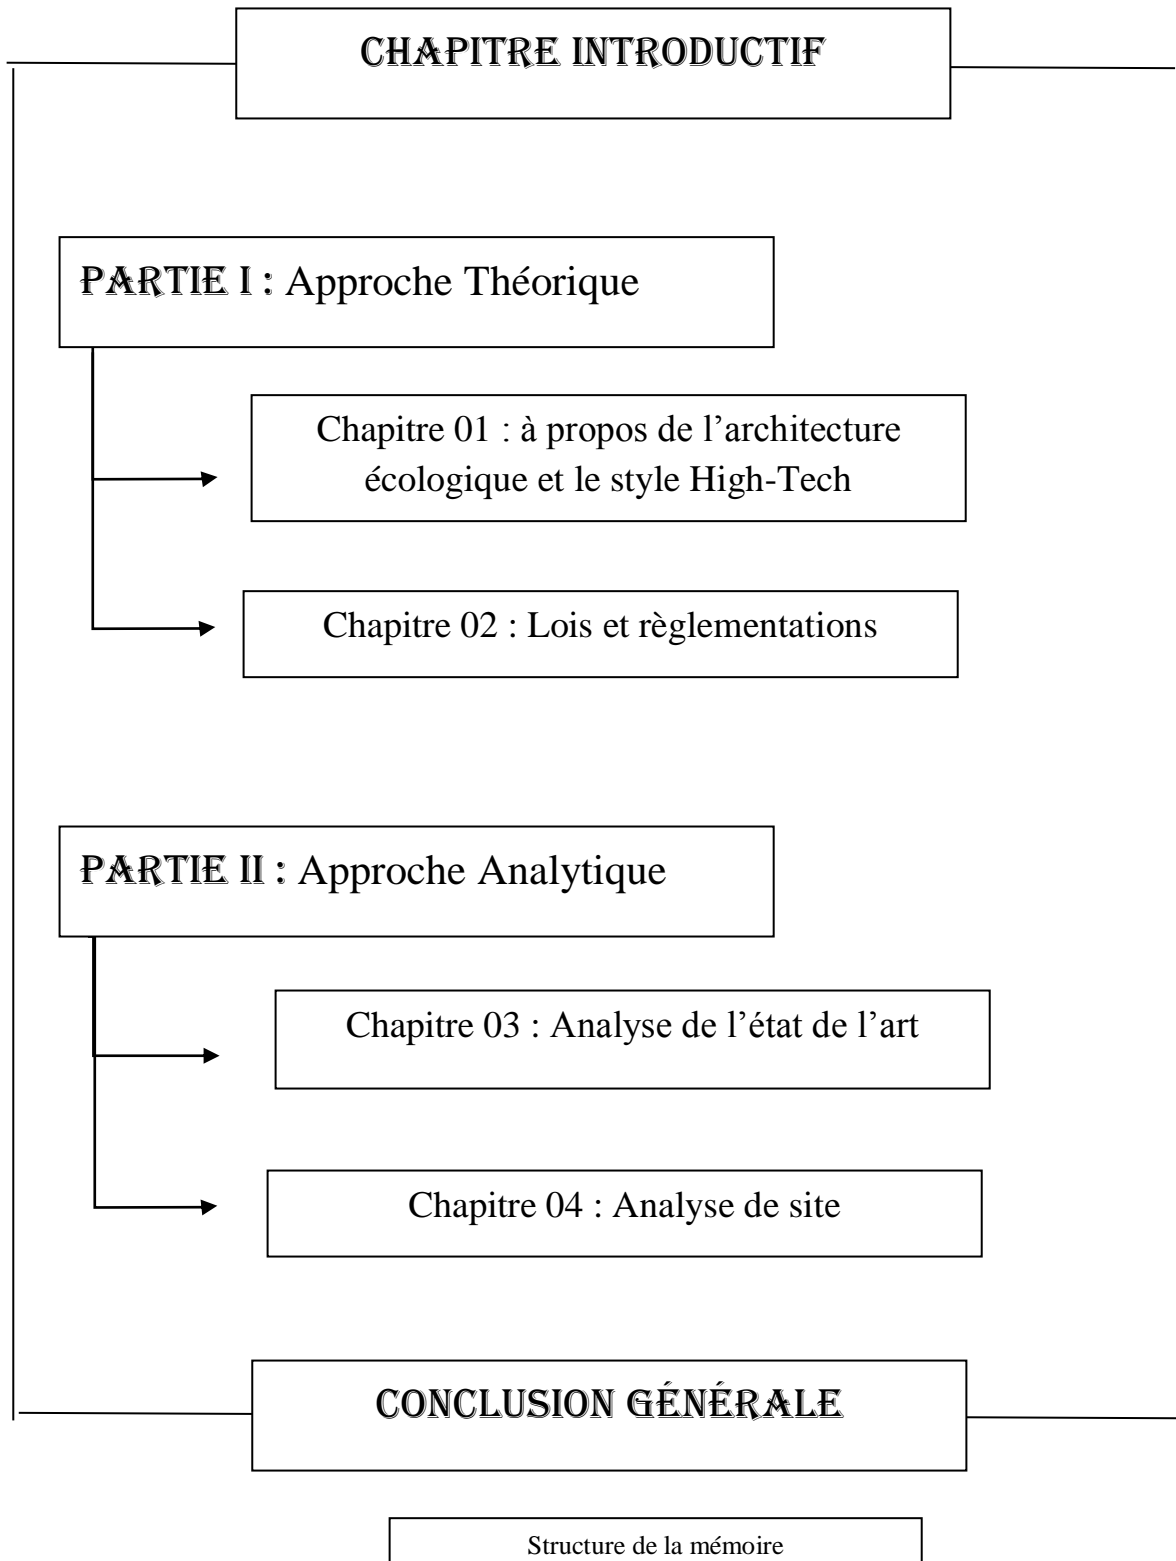 CHAPITRE INTRODUCTIF
PARTIE I : Approche Théorique
Chapitre 01 : à propos de l’architecture
écologique et le style High-Tech
Chapitre 02 : Lois et règlementations
PARTIE II : Approche Analytique
Chapitre 03 : Analyse de l’état de l’art
Chapitre 04 : Analyse de site
CONCLUSION GÉNÉRALE
Structure de la mémoire